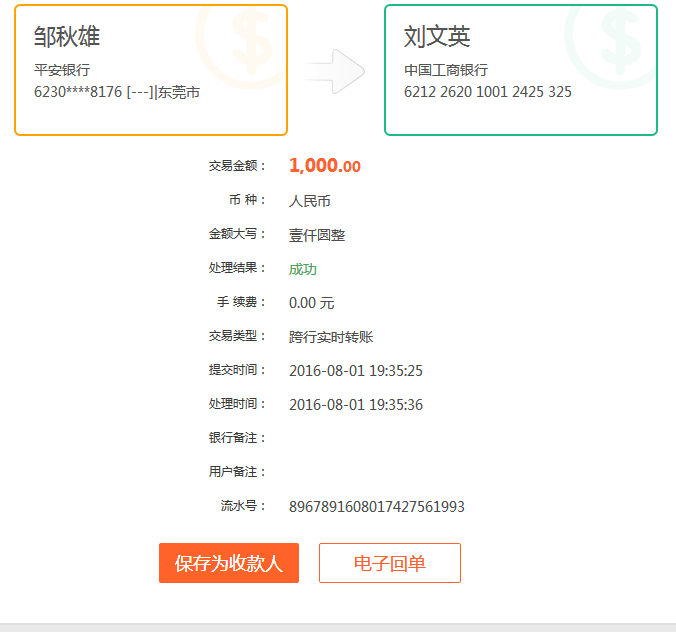 邹秋雄
平安银行
6230****8176 [---]|东莞市
刘文英
中国工商银行
6212 2620 1001 2425 325
交易金额： 1,000.00
币 种： 人民币
金额大写： 壹仟圆整
处理结果： 成功
手 续费： 0.00 元
交易类型： 跨行实时转账
提交时间： 2016-08-01 19:35:25
处理时间： 2016-08-01 19:35:36
银行备注：
用户备注：
流水号： 8967891608017427561993
保存为收款人 电子回单